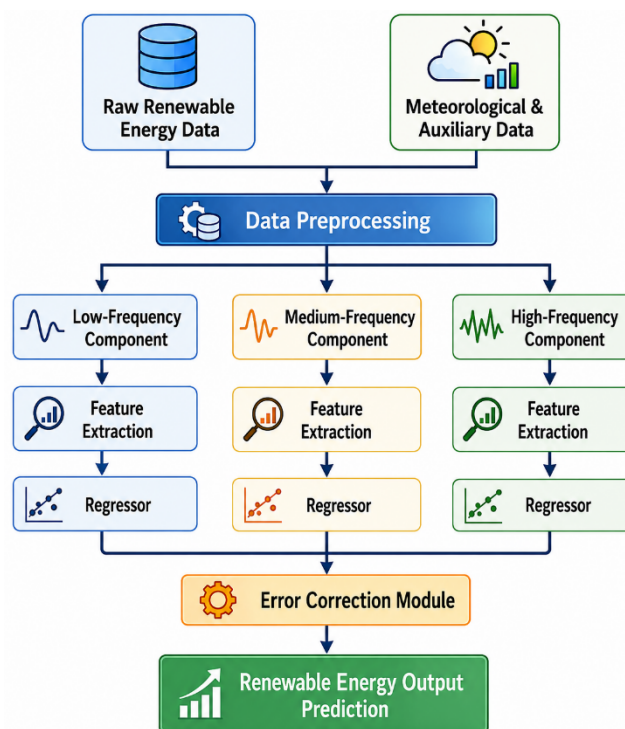 Raw Renewable
Energy Data
Meteorological &
Auxiliary Data
Data Preprocessing
Low-Frequency
Component
Medium-Frequency
Component
High-Frequency
Component
Feature
Extraction
Feature
Extraction
Feature
Extraction
Regressor
Regressor
Regressor
Error Correction Module
Renewable Energy Output
Prediction